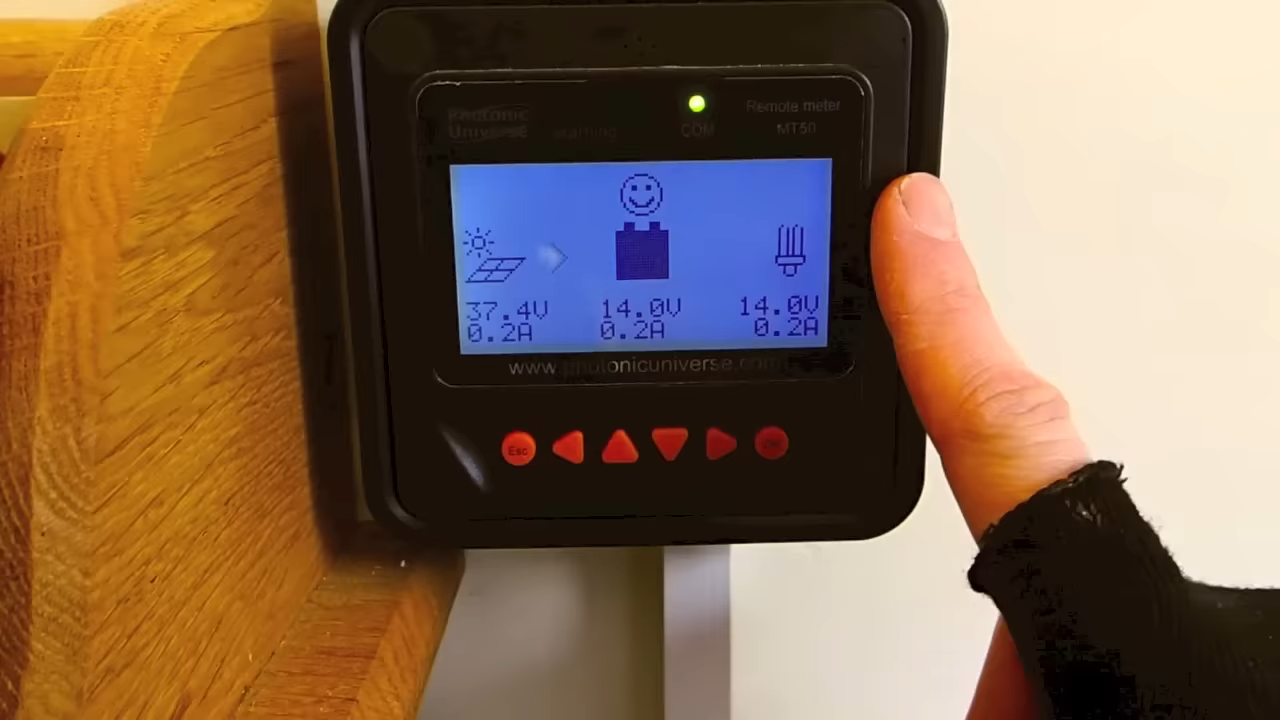 Photonic
Universe
warning
COM
Remote meter
MT50
37.4V
0.2A
14.0V
0.2A
14.0V
0.2A
www.photonicuniverse.com
Esc